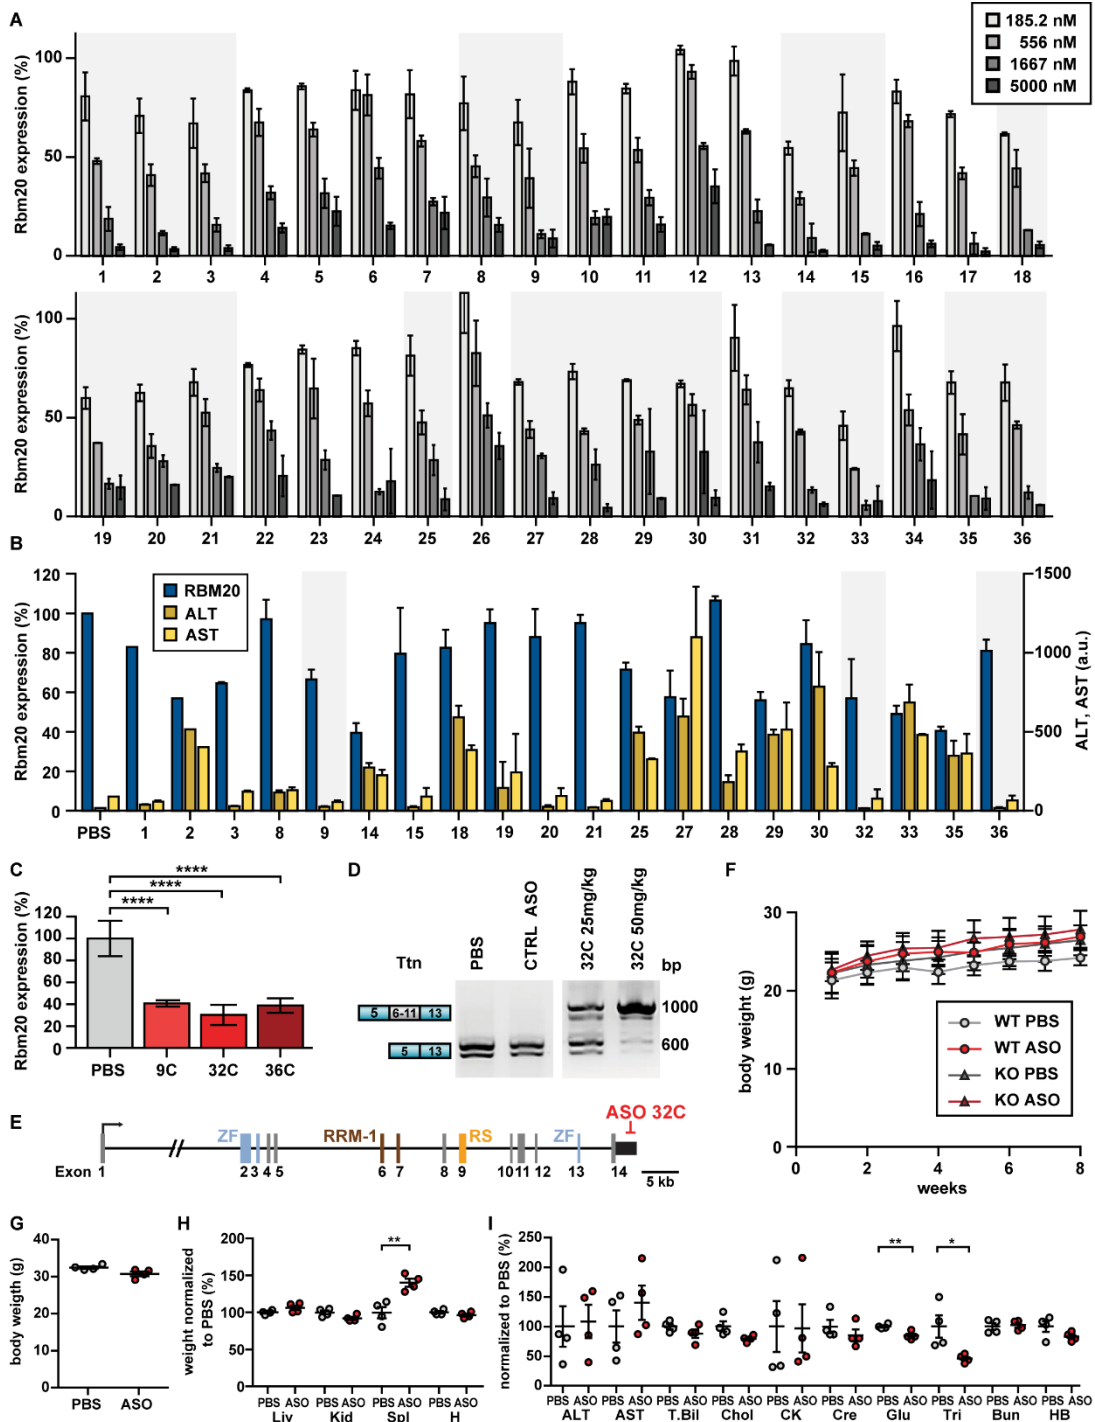 A
185.2 nM
556 nM
1667 nM
5000 nM
Rbm20 expression (%)
100
50
0
1 2 3 4 5 6 7 8 9 10 11 12 13 14 15 16 17 18
Rbm20 expression (%)
100
50
0
19 20 21 22 23 24 25 26 27 28 29 30 31 32 33 34 35 36
B
RBM20
ALT
AST
Rbm20 expression (%)
120
100
80
60
40
20
0
1500
1000
500
0
ALT, AST (a.u.)
PBS 1 2 3 8 9 14 15 18 19 20 21 25 27 28 29 30 32 33 35 36
C
Rbm20 expression (%)
120
100
80
60
40
20
0
****
****
****
PBS 9C 32C 36C
D
Ttn
PBS
CTRL ASO
32C 25mg/kg
32C 50mg/kg
bp
5 6-11 13
1000
5 13
600
E
ASO 32C
ZF RRM-1 RS ZF
Exon 1 2 3 4 5 6 7 8 9 10 11 12 13 14
5 kb
F
body weight (g)
30
20
10
0
WT PBS
WT ASO
KO PBS
KO ASO
0 2 4 6 8
weeks
G
body weigth (g)
40
30
20
10
0
PBS ASO
H
weight normalized
to PBS (%)
200
150
100
50
0
**
PBS ASO PBS ASO PBS ASO PBS ASO
Liv Kid Spl H
I
normalized to PBS (%)
250
200
150
100
50
0
** *
PBS ASO PBS ASO PBS ASO PBS ASO PBS ASO PBS ASO PBS ASO PBS ASO PBS ASO PBS ASO
ALT AST T.Bil Chol CK Cre Glu Tri Bun HB